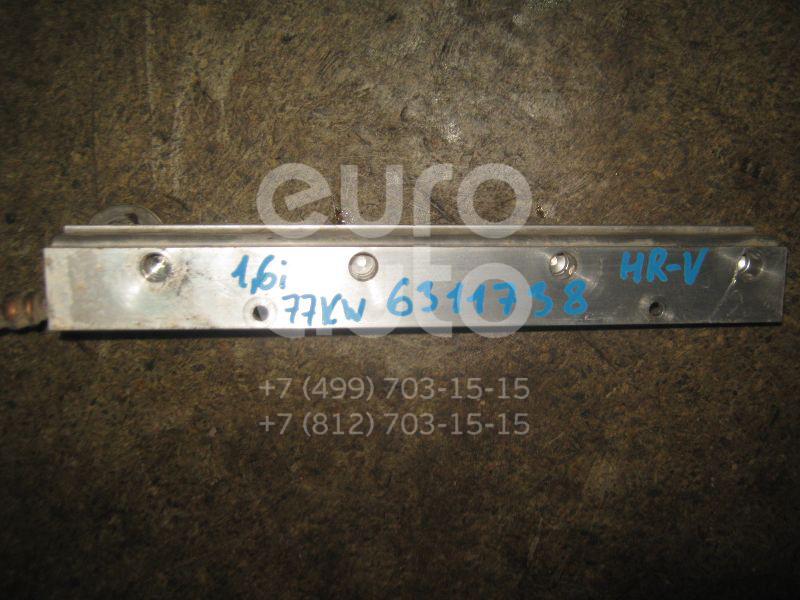 euro
auto
1,6i
77KW 6311738
HR-V
+7 (499) 703-15-15
+7 (812) 703-15-15